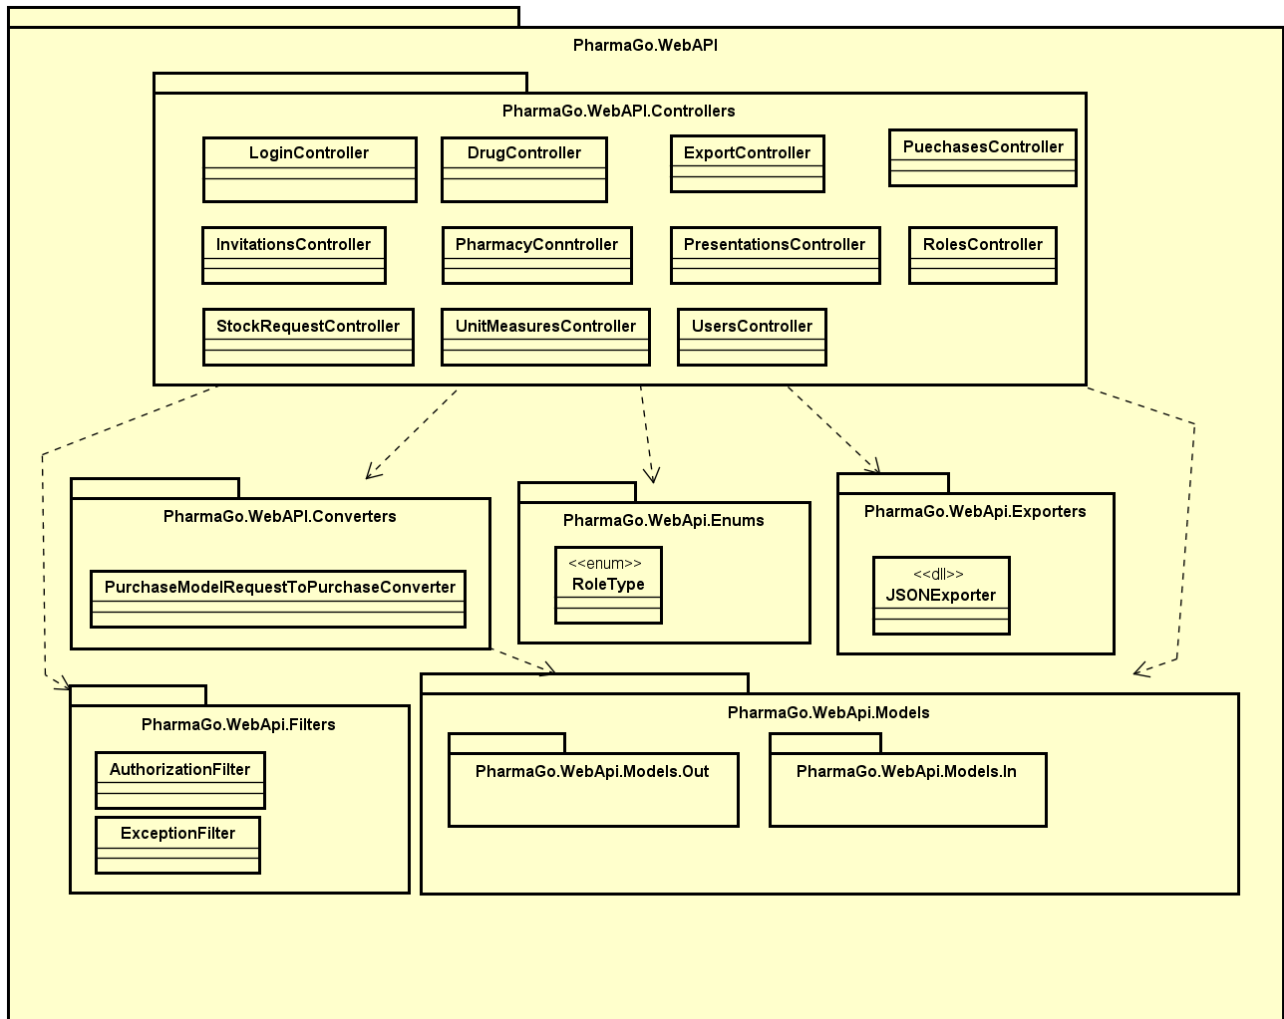 PharmaGo.WebAPI
PharmaGo.WebAPI.Controllers
LoginController
DrugController
ExportController
PuechasesController
InvitationsController
PharmacyConntroller
PresentationsController
RolesController
StockRequestController
UnitMeasuresController
UsersController
PharmaGo.WebAPI.Converters
PurchaseModelRequestToPurchaseConverter
PharmaGo.WebApi.Enums
<<enum>>
RoleType
PharmaGo.WebApi.Exporters
<<dll>>
JSONExporter
PharmaGo.WebApi.Filters
AuthorizationFilter
ExceptionFilter
PharmaGo.WebApi.Models
PharmaGo.WebApi.Models.Out
PharmaGo.WebApi.Models.In